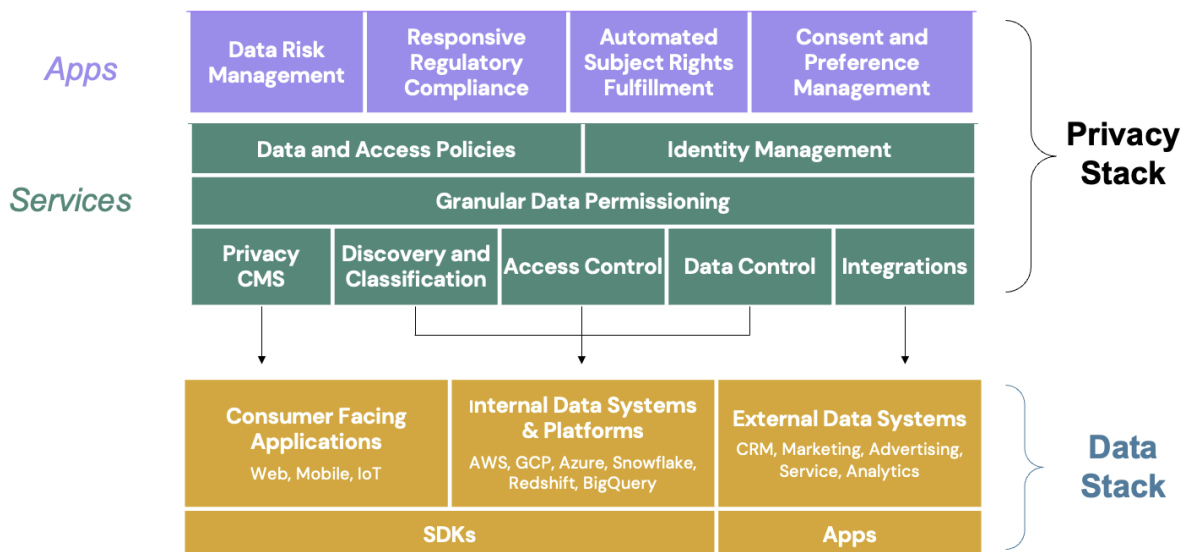 Apps
Data Risk
Management
Responsive
Regulatory
Compliance
Automated
Subject Rights
Fulfillment
Consent and
Preference
Management
Privacy
Stack
Services
Data and Access Policies
Identity Management
Granular Data Permissioning
Privacy
CMS
Discovery and
Classification
Access Control
Data Control
Integrations
Consumer Facing
Applications
Web, Mobile, IoT
Internal Data Systems
& Platforms
AWS, GCP, Azure, Snowflake,
Redshift, BigQuery
External Data Systems
CRM, Marketing, Advertising,
Service, Analytics
Data
Stack
SDKs
Apps